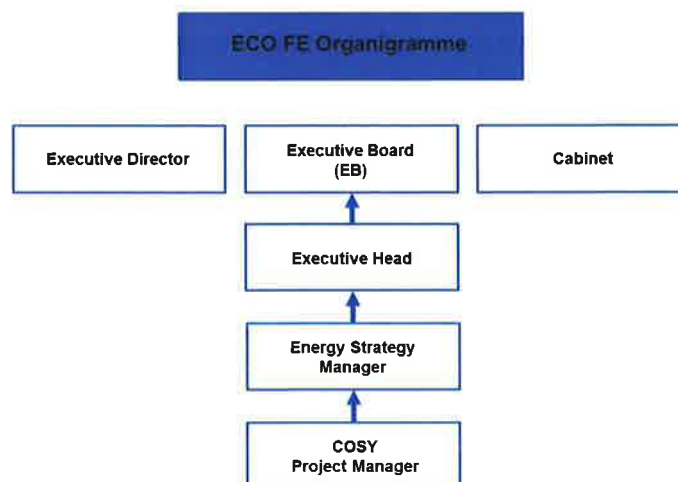 ECO FE Organigramme
Executive Director
Executive Board
(EB)
Cabinet
Executive Head
Energy Strategy
Manager
COSY
Project Manager